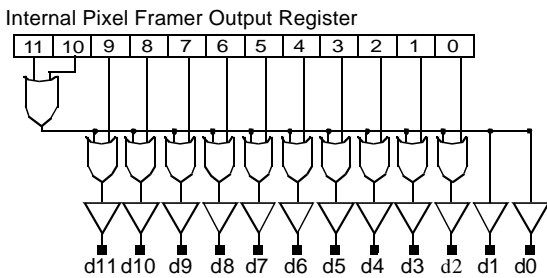 Internal Pixel Framer Output Register
11 10 9 8 7 6 5 4 3 2 1 0
d11 d10 d9 d8 d7 d6 d5 d4 d3 d2 d1 d0